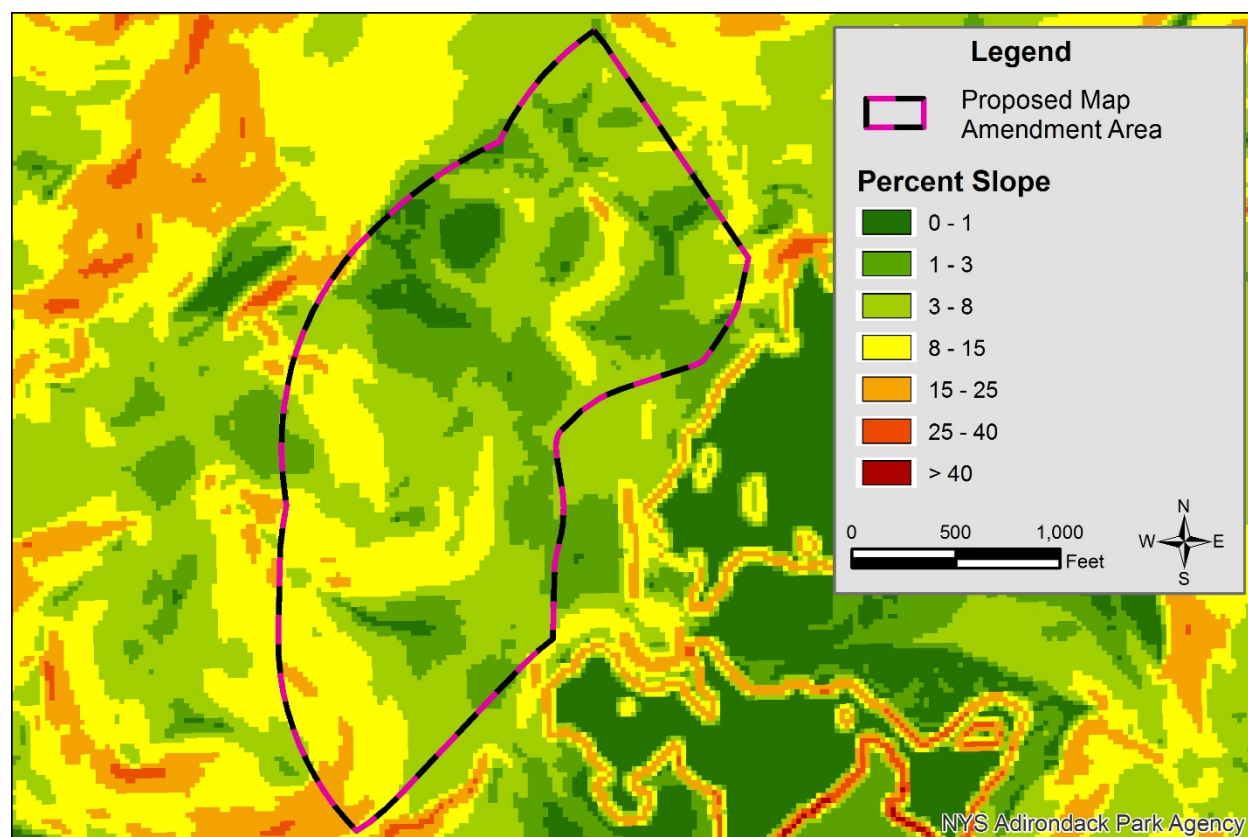 Legend
Proposed Map
Amendment Area
Percent Slope
0 - 1
1 - 3
3 - 8
8 - 15
15 - 25
25 - 40
> 40
0 500 1,000
Feet
N
W E
S
NYS Adirondack Park Agency